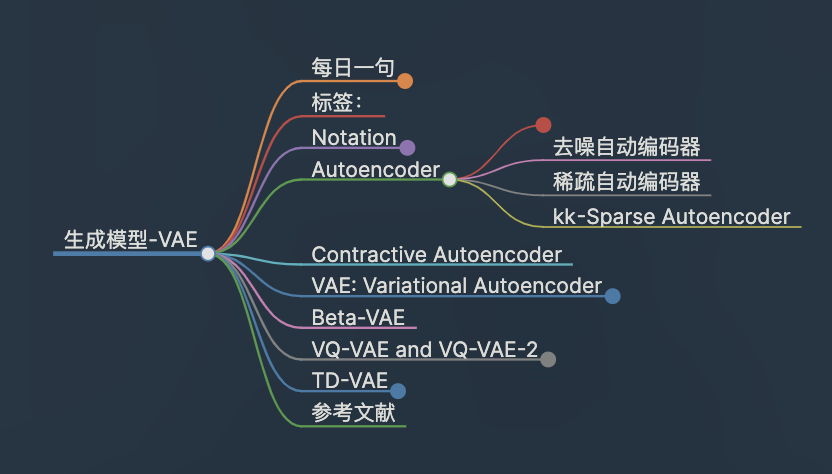 生成模型-VAE
每日一句
标签：
Notation
Autoencoder
去噪自动编码器
稀疏自动编码器
kk-Sparse Autoencoder
Contractive Autoencoder
VAE: Variational Autoencoder
Beta-VAE
VQ-VAE and VQ-VAE-2
TD-VAE
参考文献